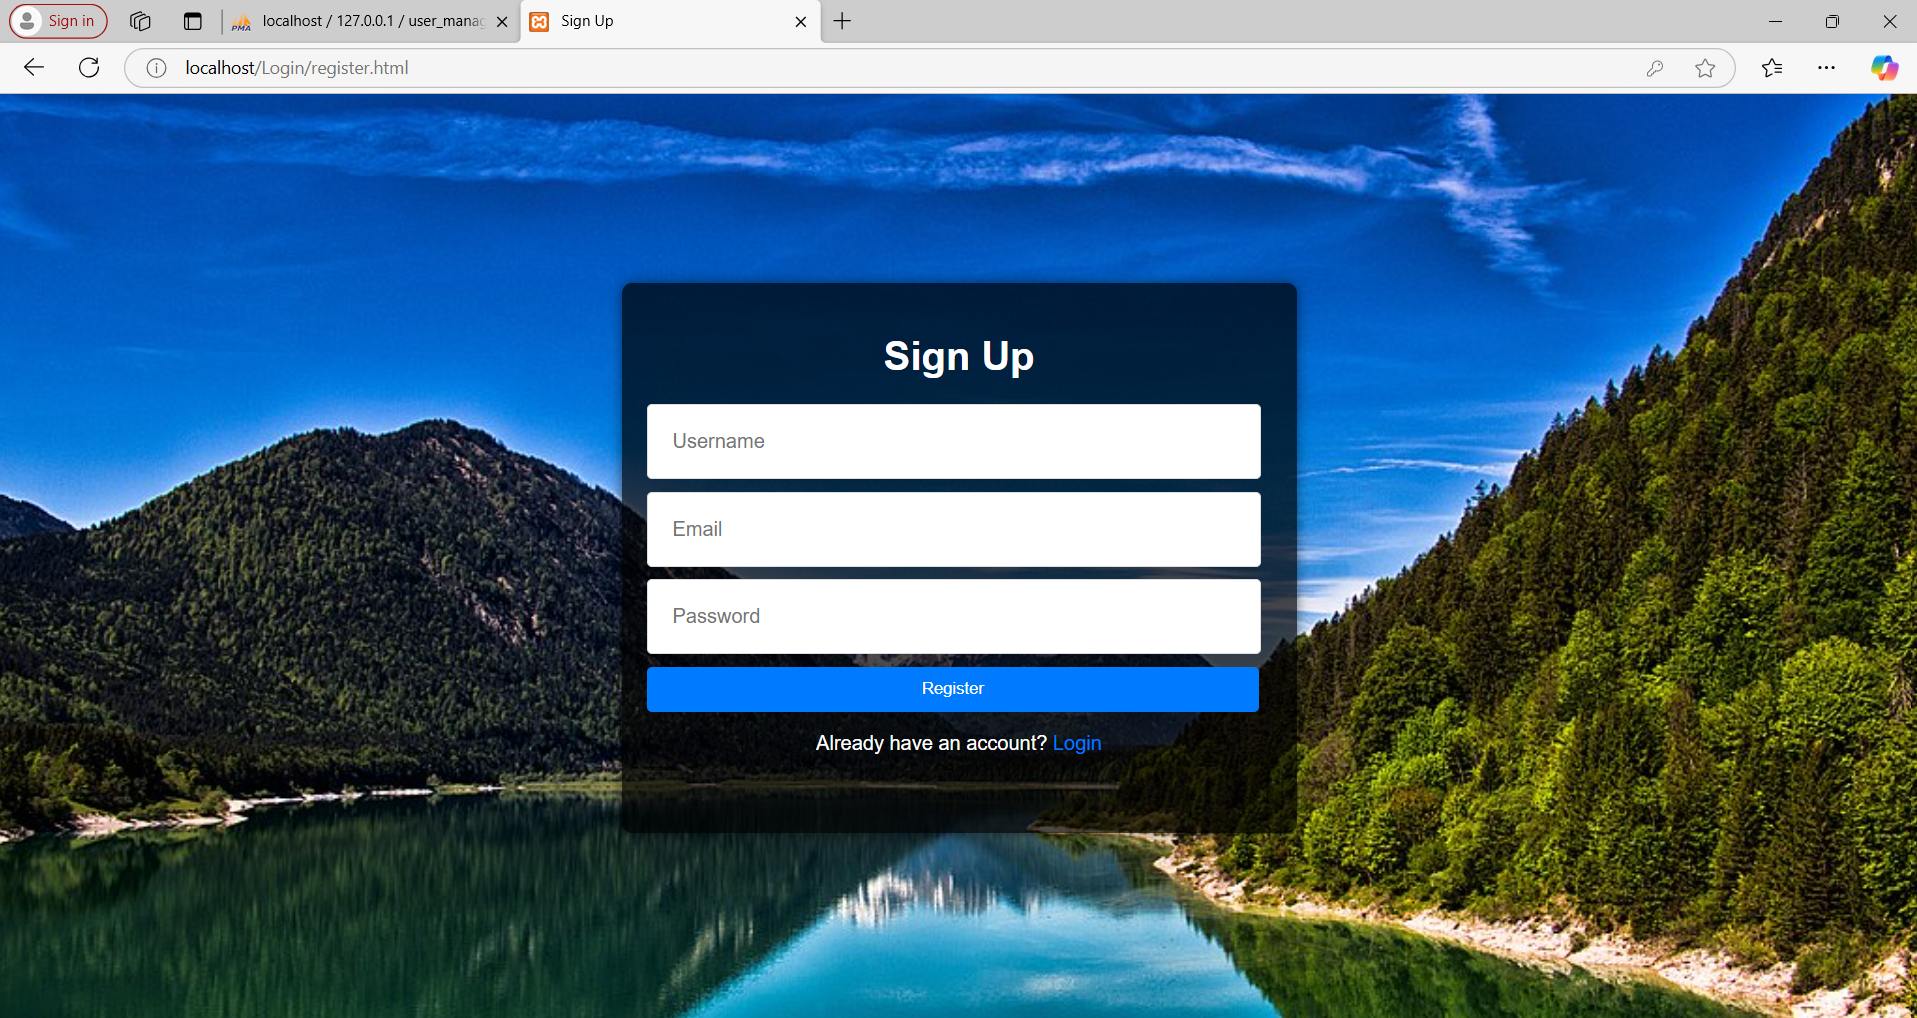 Sign in
PMA
localhost / 127.0.0.1 / user_manag
Sign Up
localhost/Login/register.html
Sign Up
Username
Email
Password
Register
Already have an account? Login